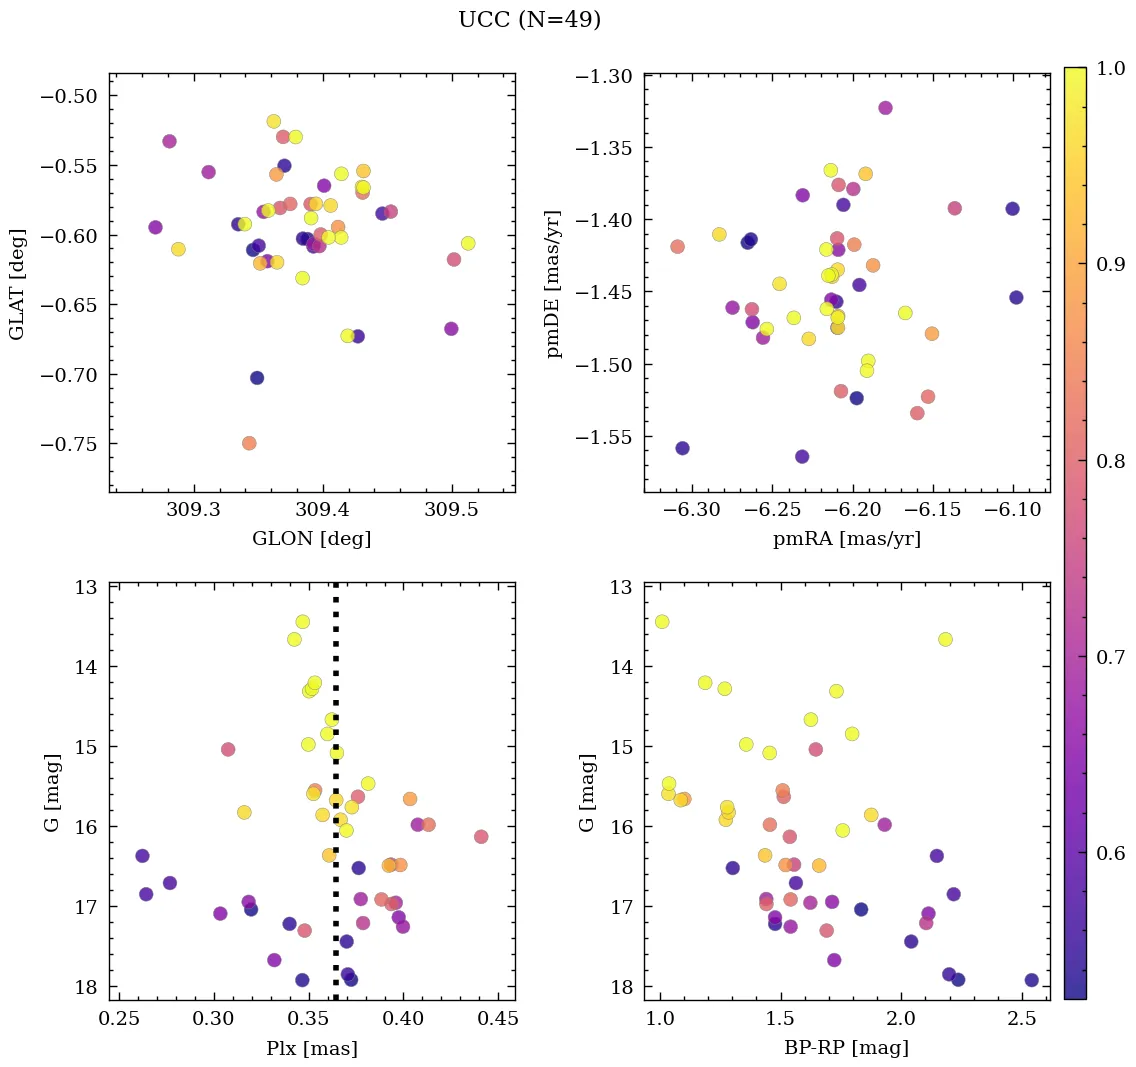 UCC (N=49)
−0.50
−0.55
−0.60
−0.65
−0.70
−0.75
GLAT [deg]
309.3 309.4 309.5
GLON [deg]
−1.30
−1.35
−1.40
−1.45
−1.50
−1.55
pmDE [mas/yr]
−6.30 −6.25 −6.20 −6.15 −6.10
pmRA [mas/yr]
13
14
15
16
17
18
G [mag]
0.25 0.30 0.35 0.40 0.45
Plx [mas]
13
14
15
16
17
18
G [mag]
1.0 1.5 2.0 2.5
BP-RP [mag]
1.0
0.9
0.8
0.7
0.6